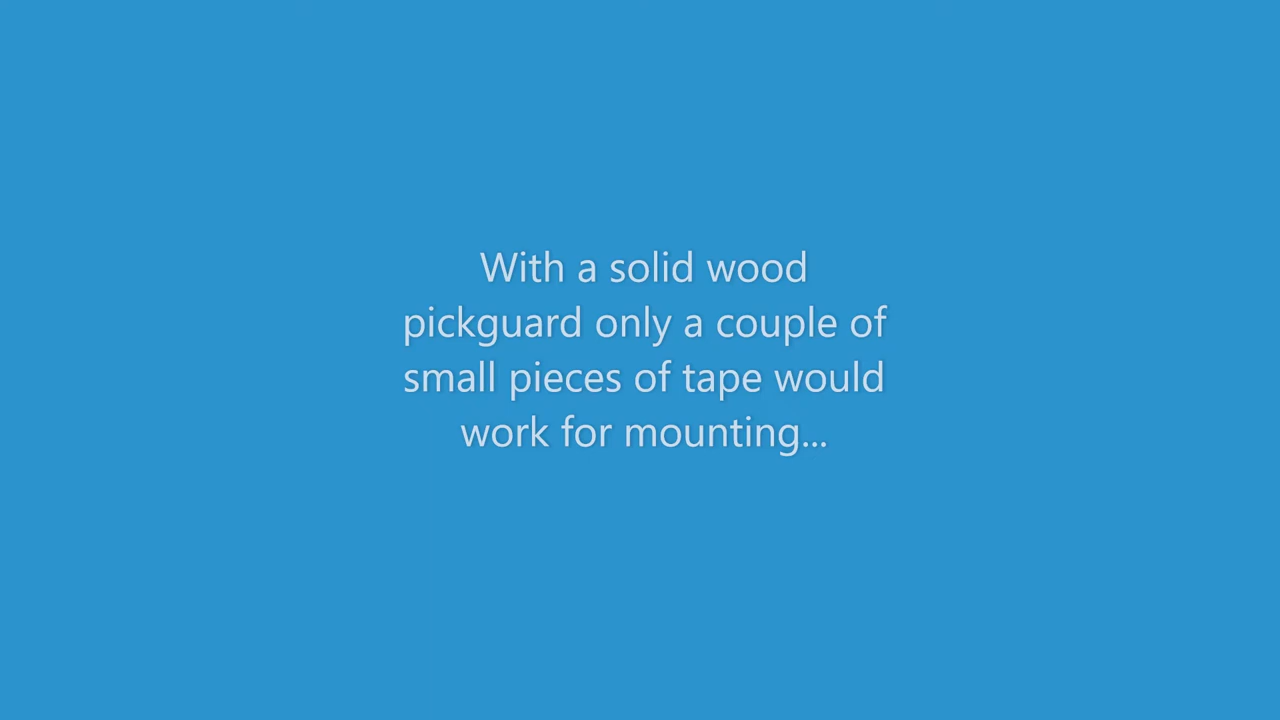 With a solid wood
pickguard only a couple of
small pieces of tape would
work for mounting...